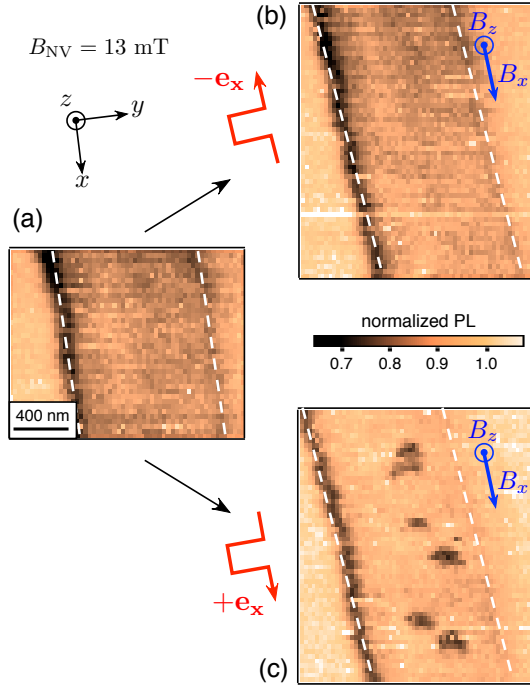 (b)
B_NV = 13 mT
−e_x
B_z
B_x
z
y
x
(a)
400 nm
normalized PL
0.7 0.8 0.9 1.0
B_z
B_x
+e_x
(c)